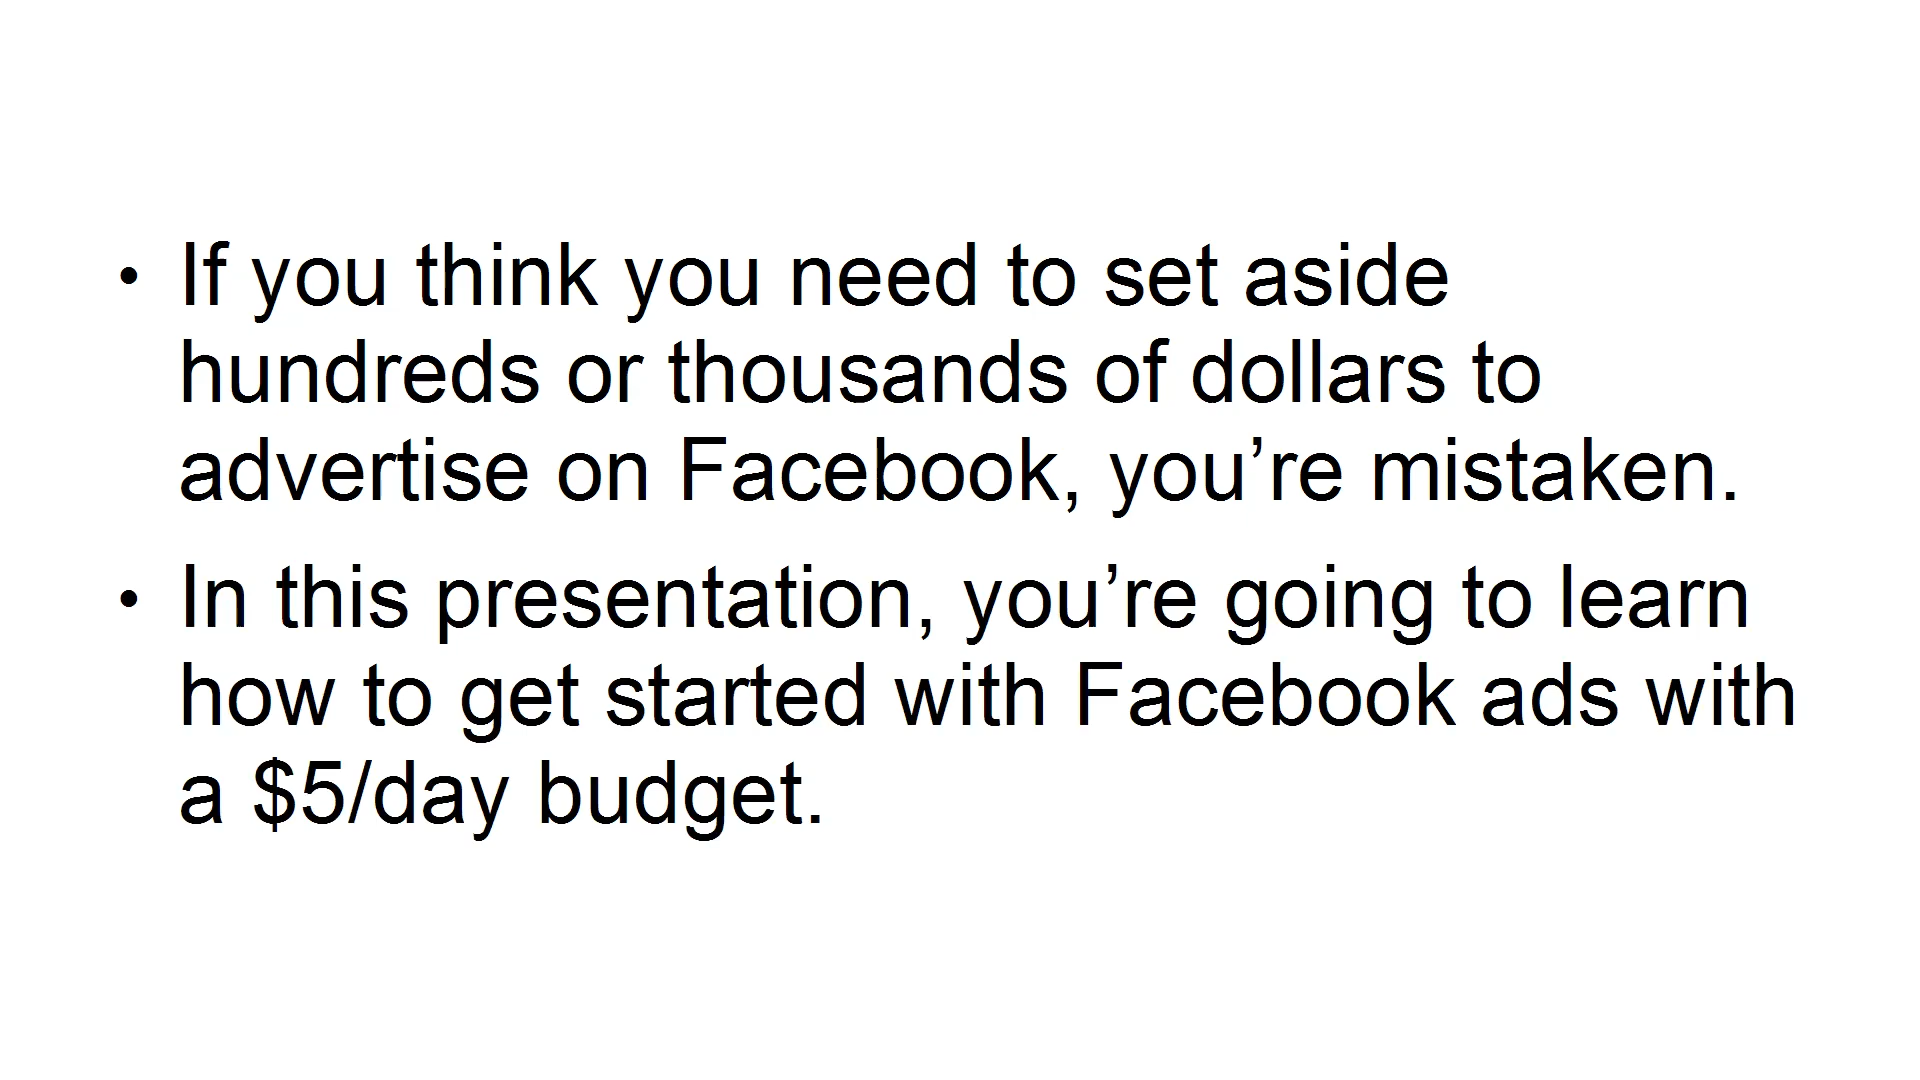 • If you think you need to set aside
hundreds or thousands of dollars to
advertise on Facebook, you’re mistaken.
• In this presentation, you’re going to learn
how to get started with Facebook ads with
a $5/day budget.